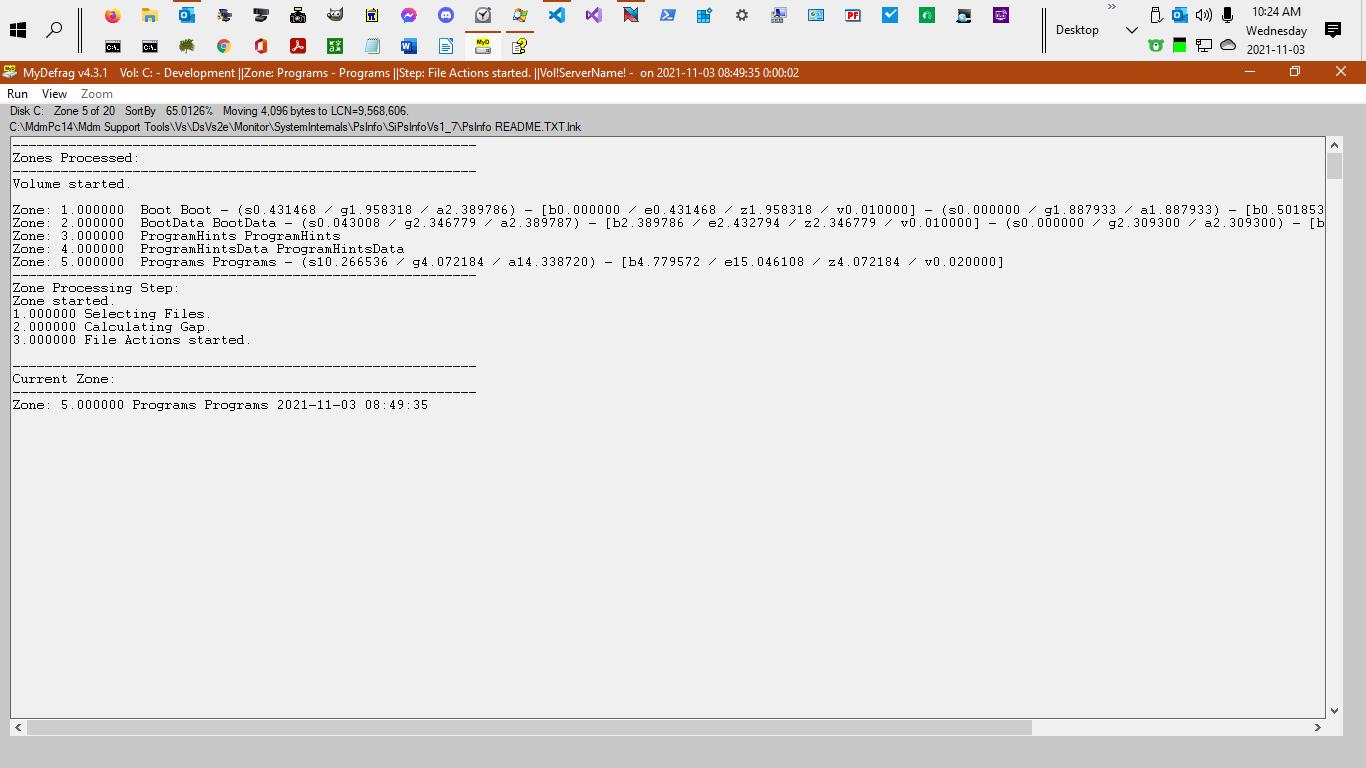 10:24 AM
Desktop
Wednesday
2021-11-03
MyDefrag v4.3.1 Vol: C: - Development ||Zone: Programs - Programs ||Step: File Actions started. ||Vol!ServerName! - on 2021-11-03 08:49:35 0:00:02
Run View Zoom
Disk C: Zone 5 of 20 SortBy 65.0126% Moving 4,096 bytes to LCN=9,568,606.
C:\MdmPc14\Mdm Support Tools\Vs\DsVs2e\Monitor\SystemInternals\PsInfo\SiPsInfoVs1_7\PsInfo README.TXT.lnk
----------------------------------------------------------
Zones Processed:
----------------------------------------------------------
Volume started.
Zone: 1.000000 Boot Boot - (s0.431468 / g1.958318 / a2.389786) - [b0.000000 / e0.431468 / z1.958318 / v0.010000] - (s0.000000 / g1.887933 / a1.887933) - [b0.501853
Zone: 2.000000 BootData BootData - (s0.043008 / g2.346779 / a2.389787) - [b2.389786 / e2.432794 / z2.346779 / v0.010000] - (s0.000000 / g2.309300 / a2.309300) - [b
Zone: 3.000000 ProgramHints ProgramHints
Zone: 4.000000 ProgramHintsData ProgramHintsData
Zone: 5.000000 Programs Programs - (s10.266536 / g4.072184 / a14.338720) - [b4.779572 / e15.046108 / z4.072184 / v0.020000]
----------------------------------------------------------
Zone Processing Step:
Zone started.
1.000000 Selecting Files.
2.000000 Calculating Gap.
3.000000 File Actions started.
----------------------------------------------------------
Current Zone:
----------------------------------------------------------
Zone: 5.000000 Programs Programs 2021-11-03 08:49:35